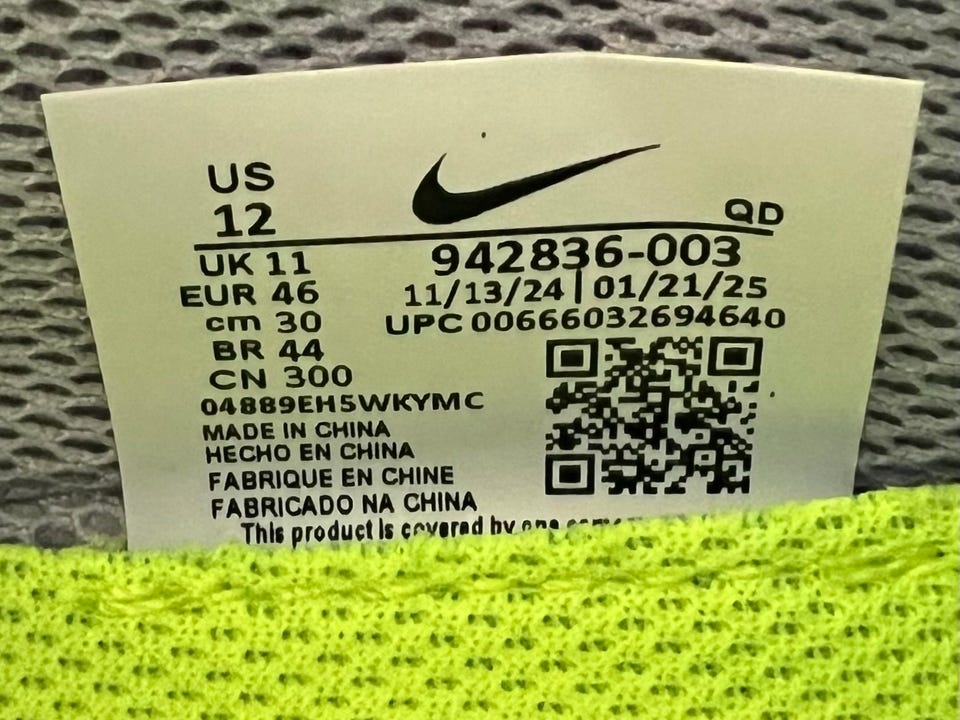 US
12
QD
UK 11
942836-003
EUR 46
11/13/24 | 01/21/25
cm 30
UPC 00666032694640
BR 44
CN 300
04889EH5WKYMC
MADE IN CHINA
HECHO EN CHINA
FABRIQUE EN CHINE
FABRICADO NA CHINA
This product is covered by one